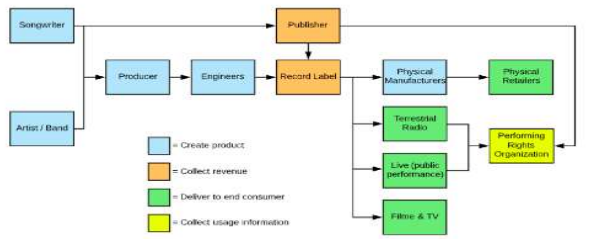 Songwriter
Publisher
Producer
Engineers
Record Label
Physical
Manufacturers
Physical
Retailers
Artist / Band
Terrestrial
Radio
Performing
Rights
Organization
Live (public
performance)
Filme & TV
= Create product
= Collect revenue
= Deliver to end consumer
= Collect usage information